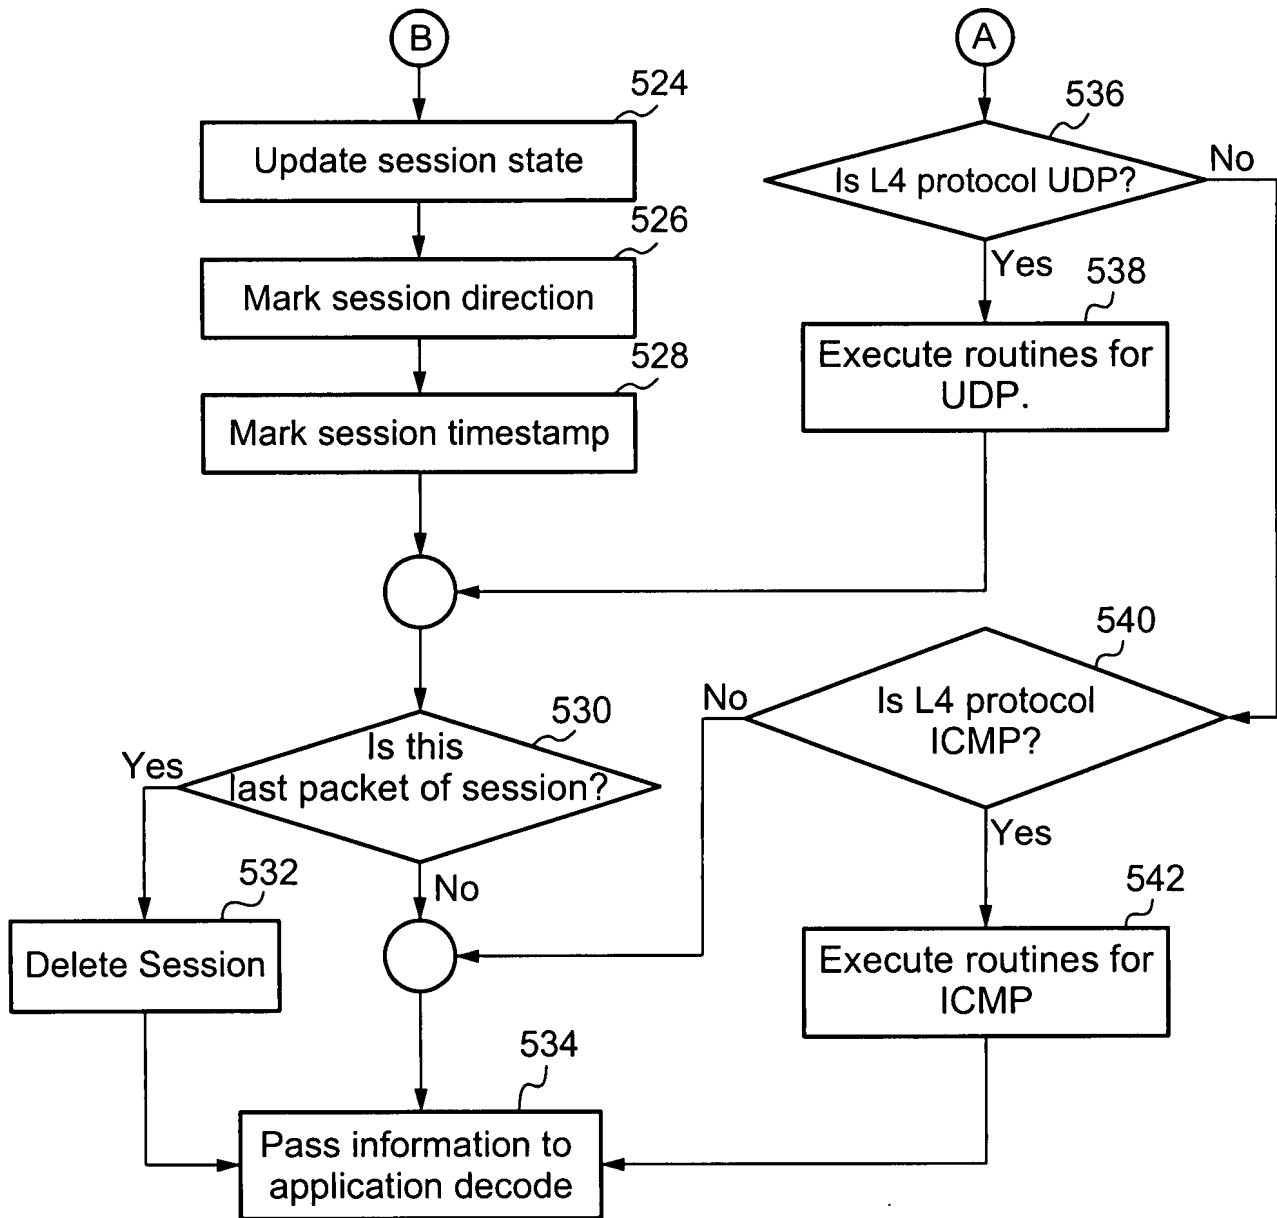 B
A
524
Update session state
536
Is L4 protocol UDP?
No
526
Mark session direction
Yes
538
Execute routines for
UDP.
528
Mark session timestamp
540
Is L4 protocol
ICMP?
No
Yes
530
Is this
last packet of session?
Yes
No
532
Delete Session
542
Execute routines for
ICMP
534
Pass information to
application decode